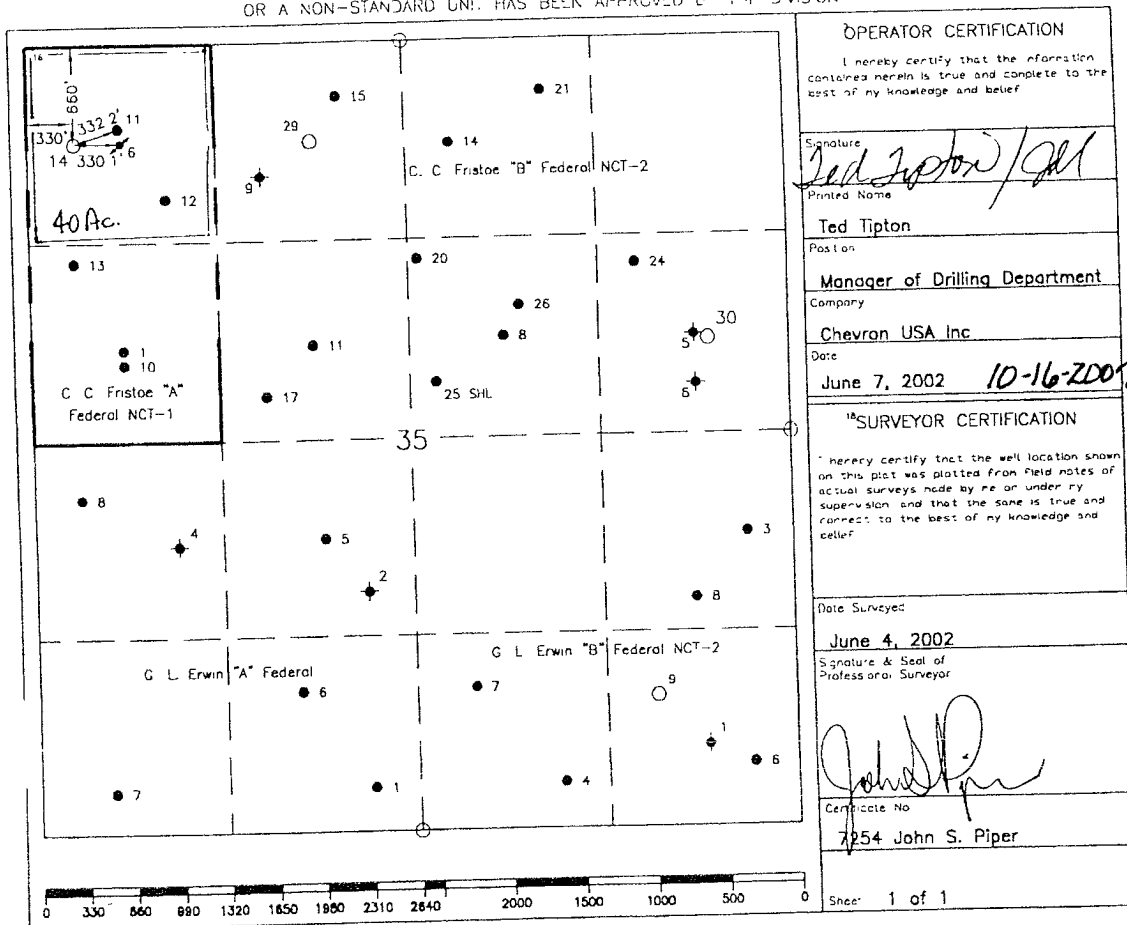 OR A NON-STANDARD UNIT HAS BEEN APPROVED DIVISION
16
660'
330'
332 2'
11
14
330 1'
6
12
40 Ac.
15
21
29
14
9
C. C Fristoe "B" Federal NCT-2
13
20
24
26
8
30
5
1
10
11
6
17
25 SHL
C C Fristoe "A"
Federal NCT-1
35
8
4
5
3
2
8
G L Erwin "A" Federal
G L Erwin "B" Federal NCT-2
6
7
9
1
6
7
1
4
0 330 660 990 1320 1650 1980 2310 2640 2000 1500 1000 500 0
OPERATOR CERTIFICATION
I hereby certify that the information
contained herein is true and complete to the
best of my knowledge and belief
Signature
Ted Tipton / JM
Printed Name
Ted Tipton
Position
Manager of Drilling Department
Company
Chevron USA Inc
Date
June 7, 2002 10-16-2002
18 SURVEYOR CERTIFICATION
I hereby certify that the well location shown
on this plat was plotted from field notes of
actual surveys made by me or under my
supervision and that the same is true and
correct to the best of my knowledge and
belief
Date Surveyed
June 4, 2002
Signature & Seal of
Professional Surveyor
John S Piper
Certificate No
7254 John S. Piper
Sheet 1 of 1